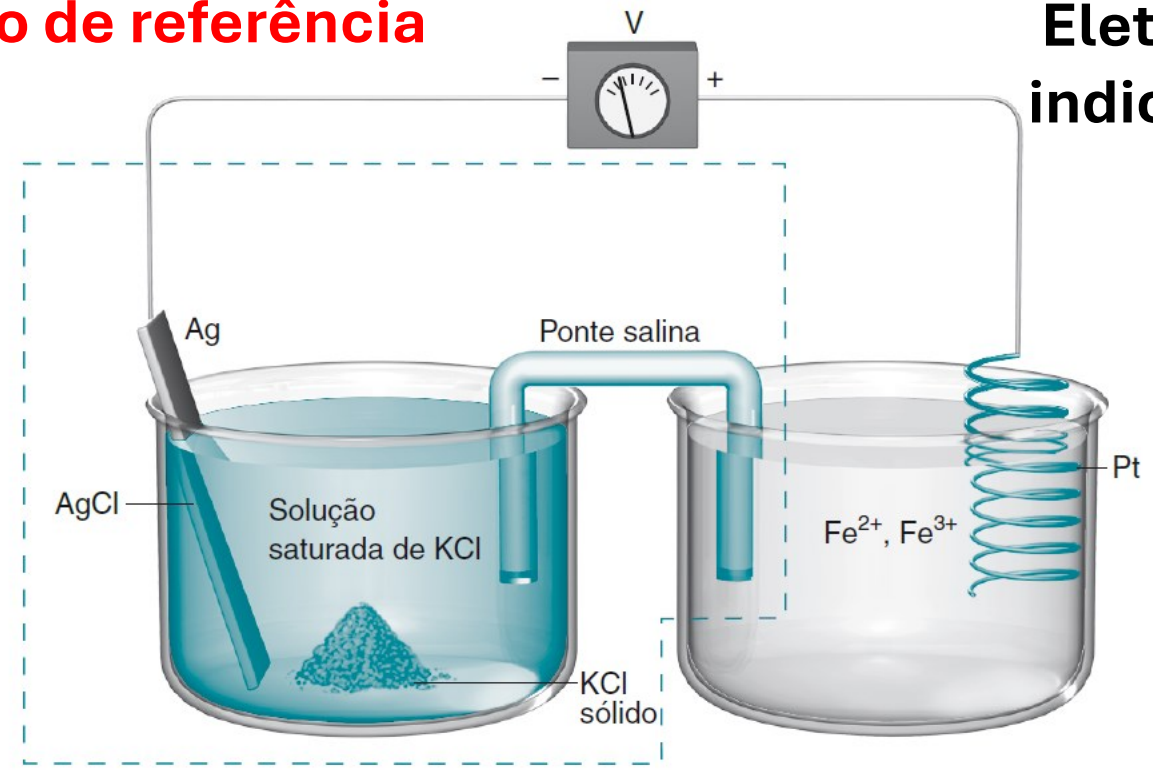 o de referência
Elet
indic
V
−
+
Ag
Ponte salina
AgCl
Solução
saturada de KCl
Fe²⁺, Fe³⁺
Pt
KCl
sólido